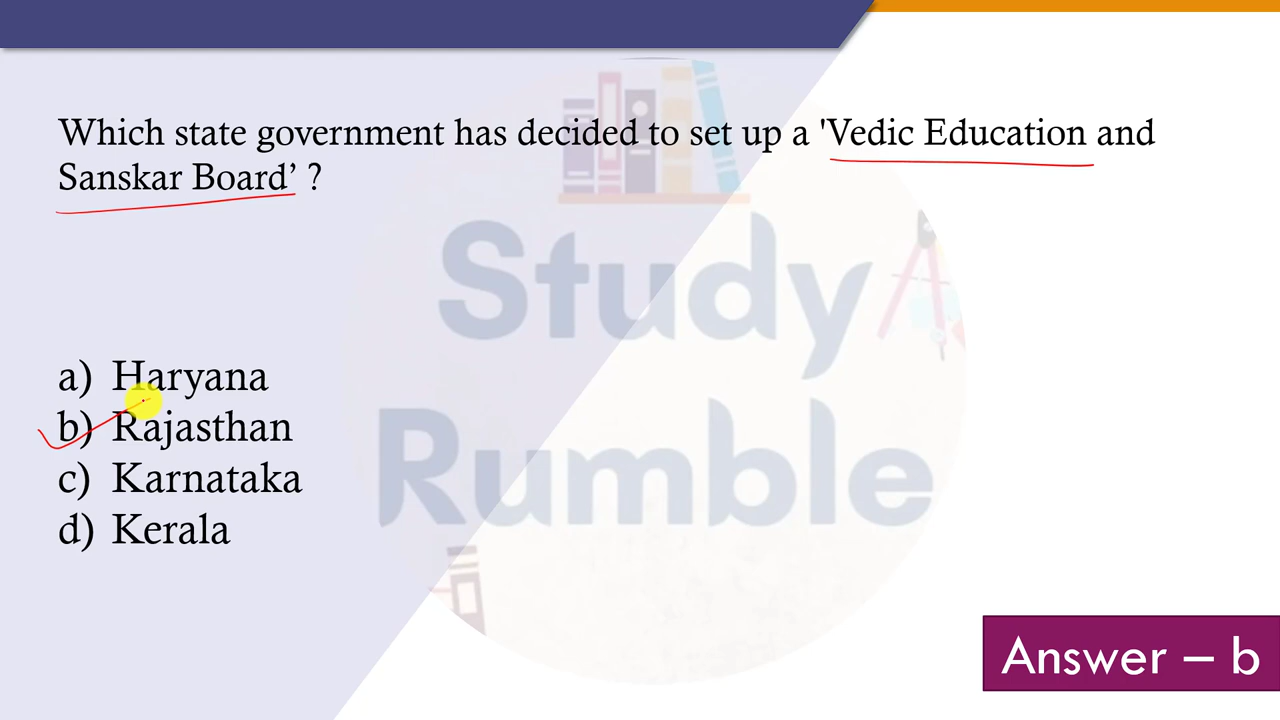 Which state government has decided to set up a 'Vedic Education and
Sanskar Board’ ?
Study
Rumble
a) Haryana
b) Rajasthan
c) Karnataka
d) Kerala
Answer – b